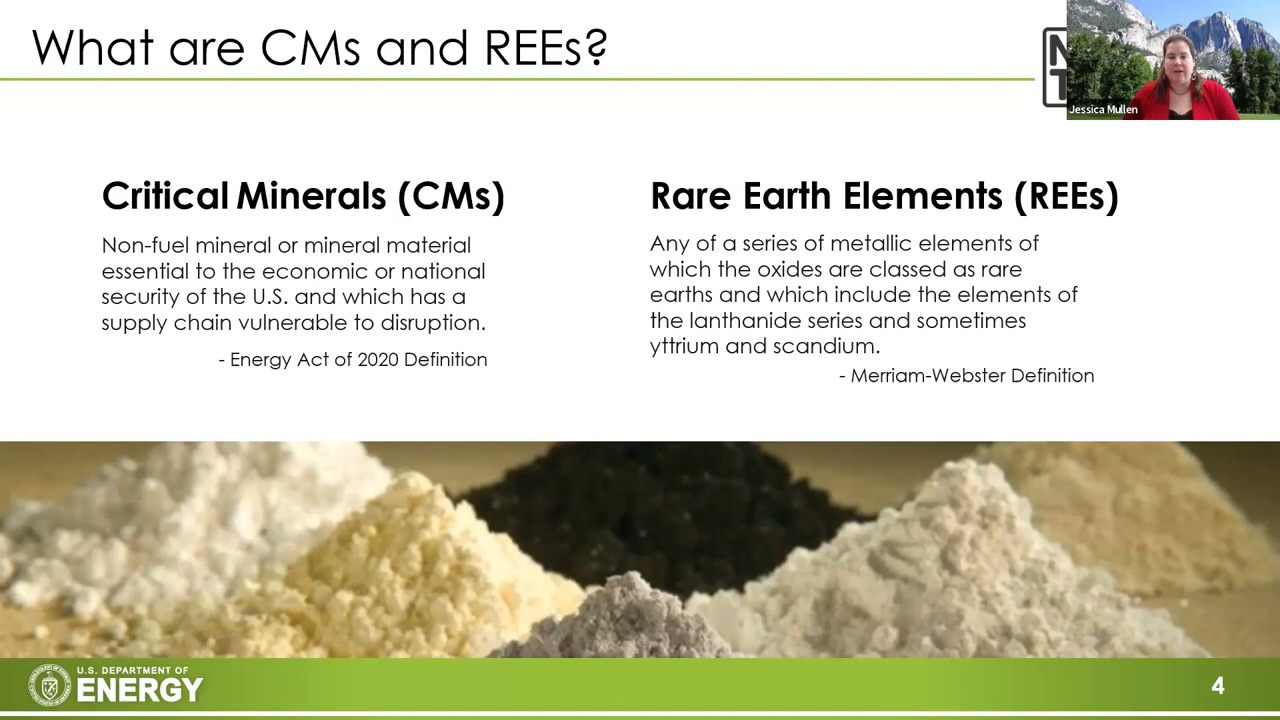 What are CMs and REEs?
Jessica Mullen
Critical Minerals (CMs)
Non-fuel mineral or mineral material
essential to the economic or national
security of the U.S. and which has a
supply chain vulnerable to disruption.
- Energy Act of 2020 Definition
Rare Earth Elements (REEs)
Any of a series of metallic elements of
which the oxides are classed as rare
earths and which include the elements of
the lanthanide series and sometimes
yttrium and scandium.
- Merriam-Webster Definition
U.S. DEPARTMENT OF
ENERGY
4